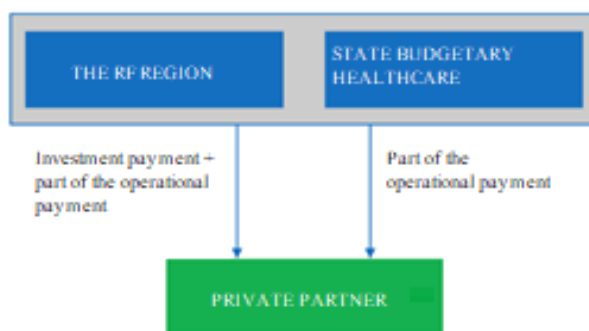 THE RF REGION
STATE BUDGETARY
HEALTHCARE
Investment payment +
part of the operational
payment
Part of the
operational payment
PRIVATE PARTNER